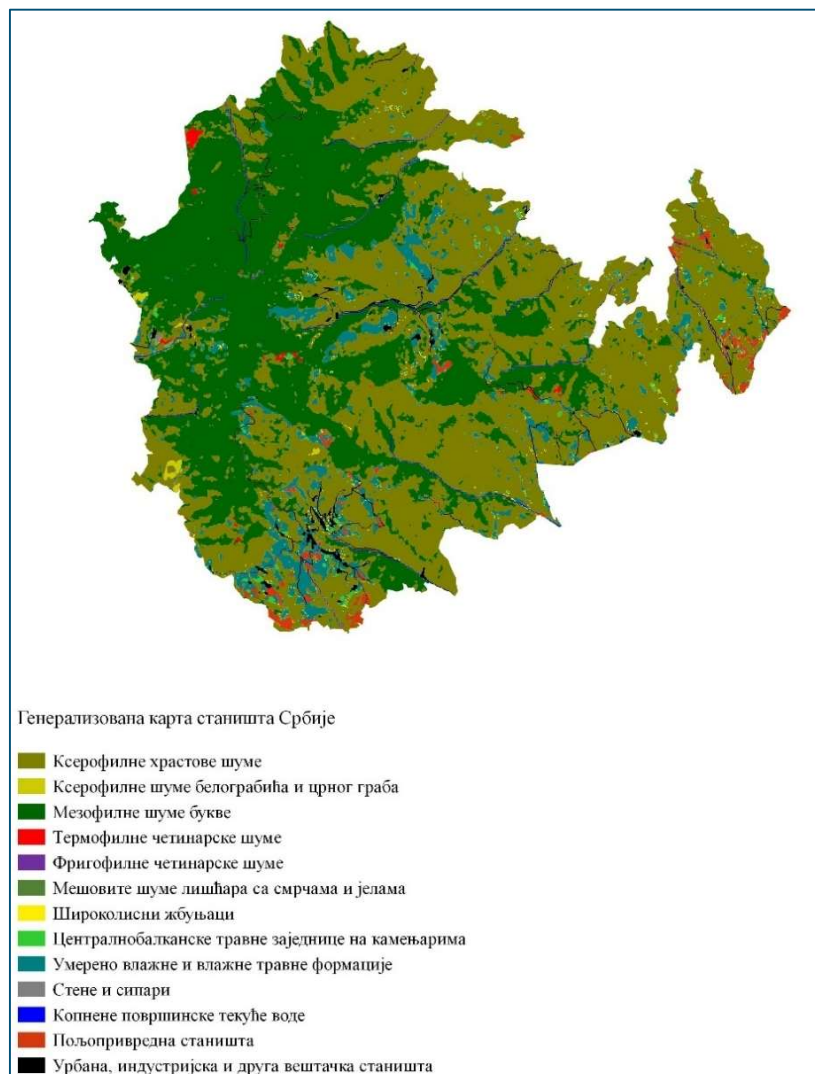 Генерализована карта станишта Србије
Ксерофилне храстове шуме
Ксерофилне шуме белограбића и црног граба
Мезофилне шуме букве
Термофилне четинарске шуме
Фригофилне четинарске шуме
Мешовите шуме лишћара са смрчама и јелама
Широколисни жбуњаци
Централнобалканске травне заједнице на камењарима
Умерено влажне и влажне травне формације
Стене и сипари
Копнене површинске текуће воде
Пољопривредна станишта
Урбана, индустријска и друга вештачка станишта